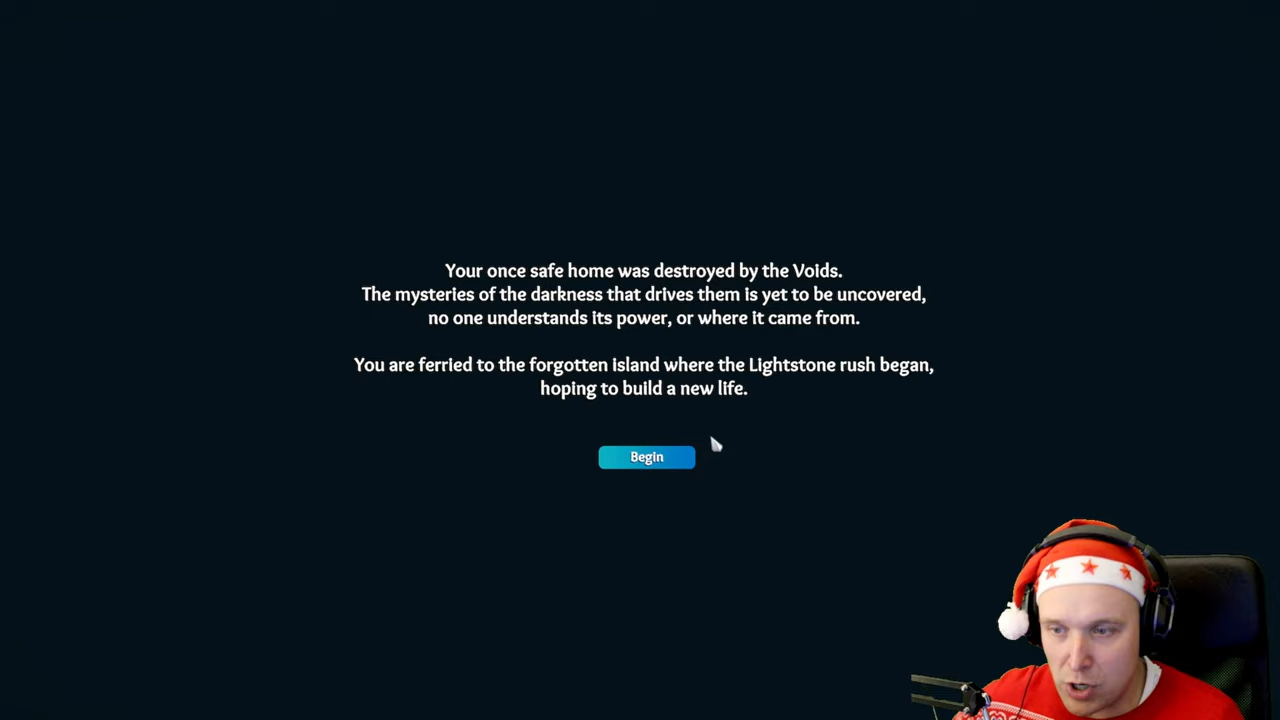 Your once safe home was destroyed by the Voids.
The mysteries of the darkness that drives them is yet to be uncovered,
no one understands its power, or where it came from.
You are ferried to the forgotten island where the Lightstone rush began,
hoping to build a new life.
Begin